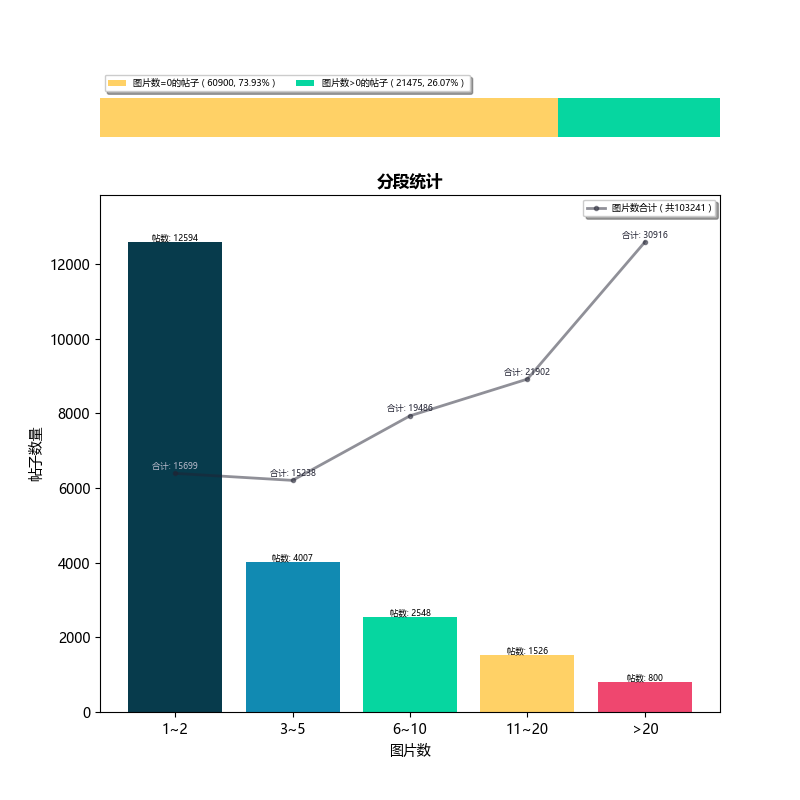 图片数=0的帖子 ( 60900, 73.93% )
图片数>0的帖子 ( 21475, 26.07% )
分段统计
图片数合计 ( 共103241 )
帖子数量
12000
10000
8000
6000
4000
2000
0
帖数: 12594
帖数: 4007
帖数: 2548
帖数: 1526
帖数: 800
合计: 15699
合计: 15238
合计: 19486
合计: 21902
合计: 30916
1~2
3~5
6~10
11~20
>20
图片数